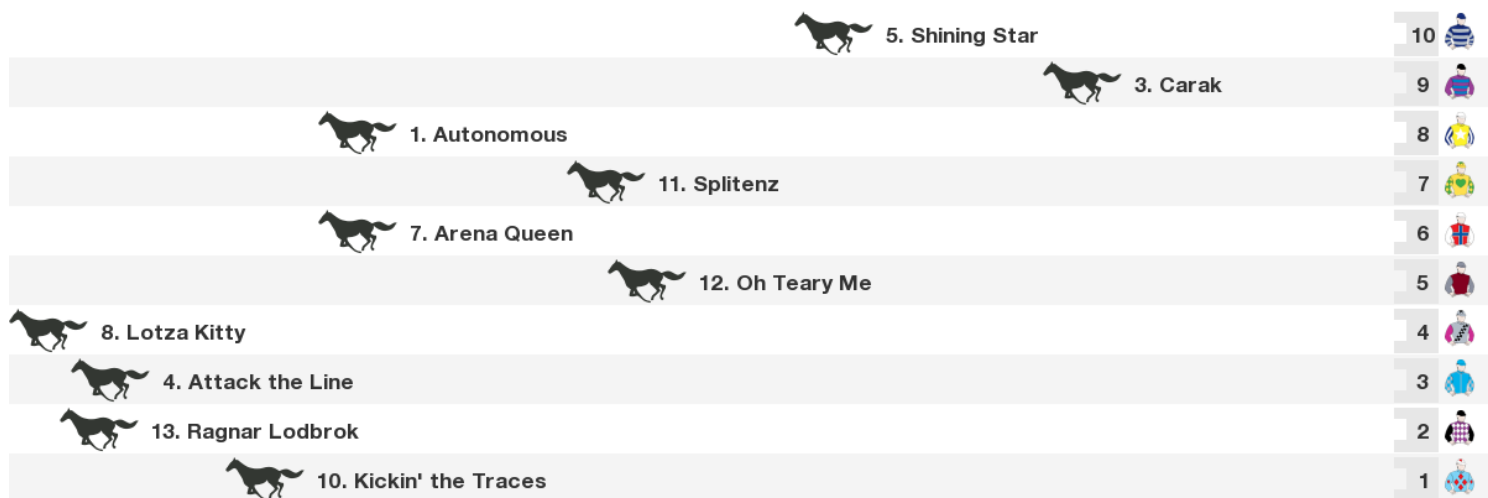 5. Shining Star 10
3. Carak 9
1. Autonomous 8
11. Splitenz 7
7. Arena Queen 6
12. Oh Teary Me 5
8. Lotza Kitty 4
4. Attack the Line 3
13. Ragnar Lodbrok 2
10. Kickin' the Traces 1